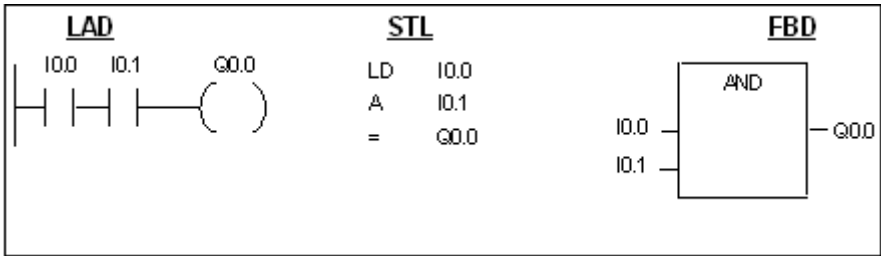 LAD
I0.0 I0.1 Q0.0
STL
LD I0.0
A I0.1
= Q0.0
FBD
AND
I0.0
Q0.0
I0.1